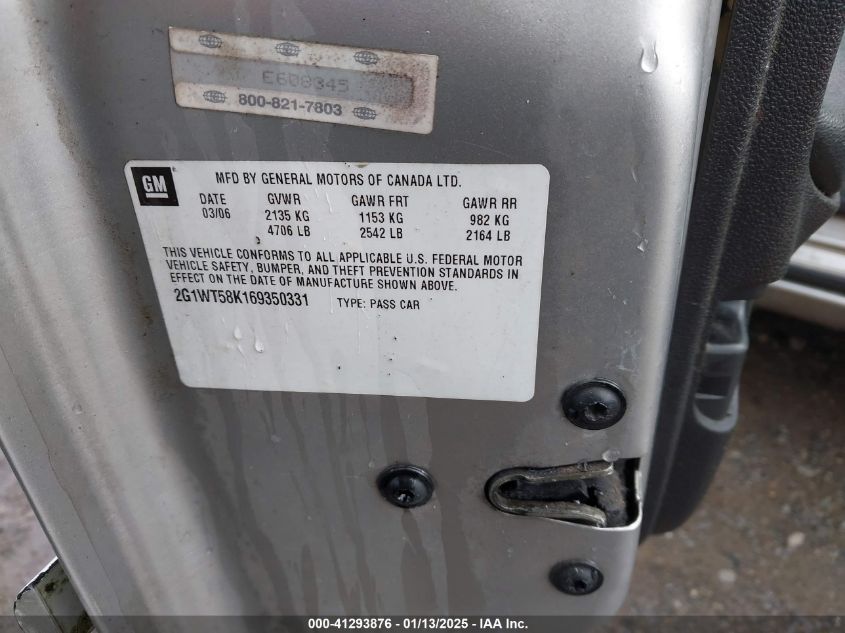 E608345
800-821-7803
GM
MFD BY GENERAL MOTORS OF CANADA LTD.
DATE GVWR GAWR FRT GAWR RR
03/06 2135 KG 1153 KG 982 KG
4706 LB 2542 LB 2164 LB
THIS VEHICLE CONFORMS TO ALL APPLICABLE U.S. FEDERAL MOTOR
VEHICLE SAFETY, BUMPER, AND THEFT PREVENTION STANDARDS IN
EFFECT ON THE DATE OF MANUFACTURE SHOWN ABOVE.
2G1WT58K169350331 TYPE: PASS CAR
000-41293876 - 01/13/2025 - IAA Inc.